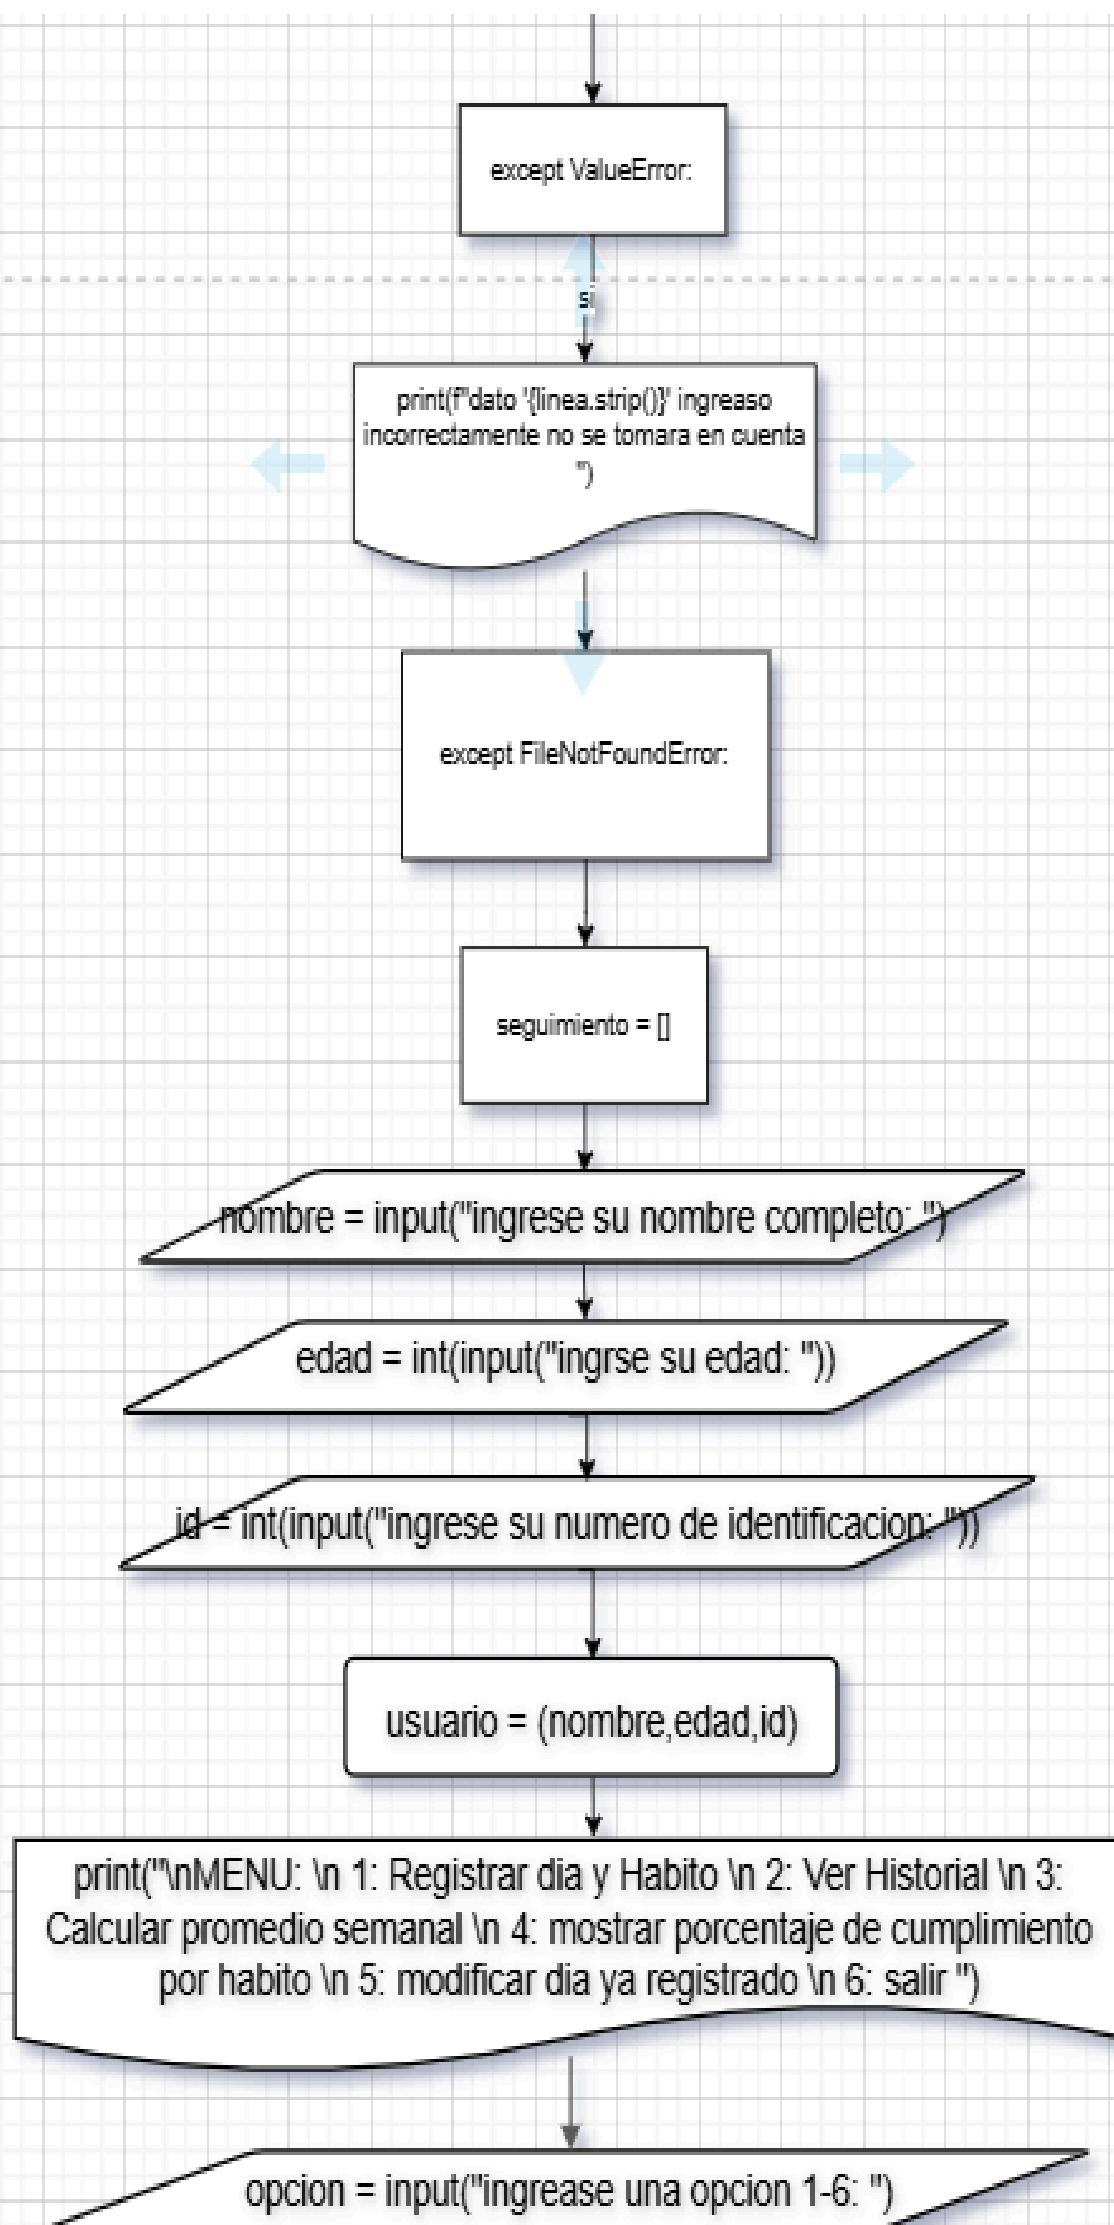 except ValueError:
si
print(f"dato '{linea.strip()}' ingreaso
incorrectamente no se tomara en cuenta
")
except FileNotFoundError:
seguimiento = []
nombre = input("ingrese su nombre completo: ")
edad = int(input("ingrse su edad: "))
id = int(input("ingrese su numero de identificacion: "))
usuario = (nombre,edad,id)
print("\nMENU: \n 1: Registrar dia y Habito \n 2: Ver Historial \n 3:
Calcular promedio semanal \n 4: mostrar porcentaje de cumplimiento
por habito \n 5: modificar dia ya registrado \n 6: salir ")
opcion = input("ingrease una opcion 1-6: ")